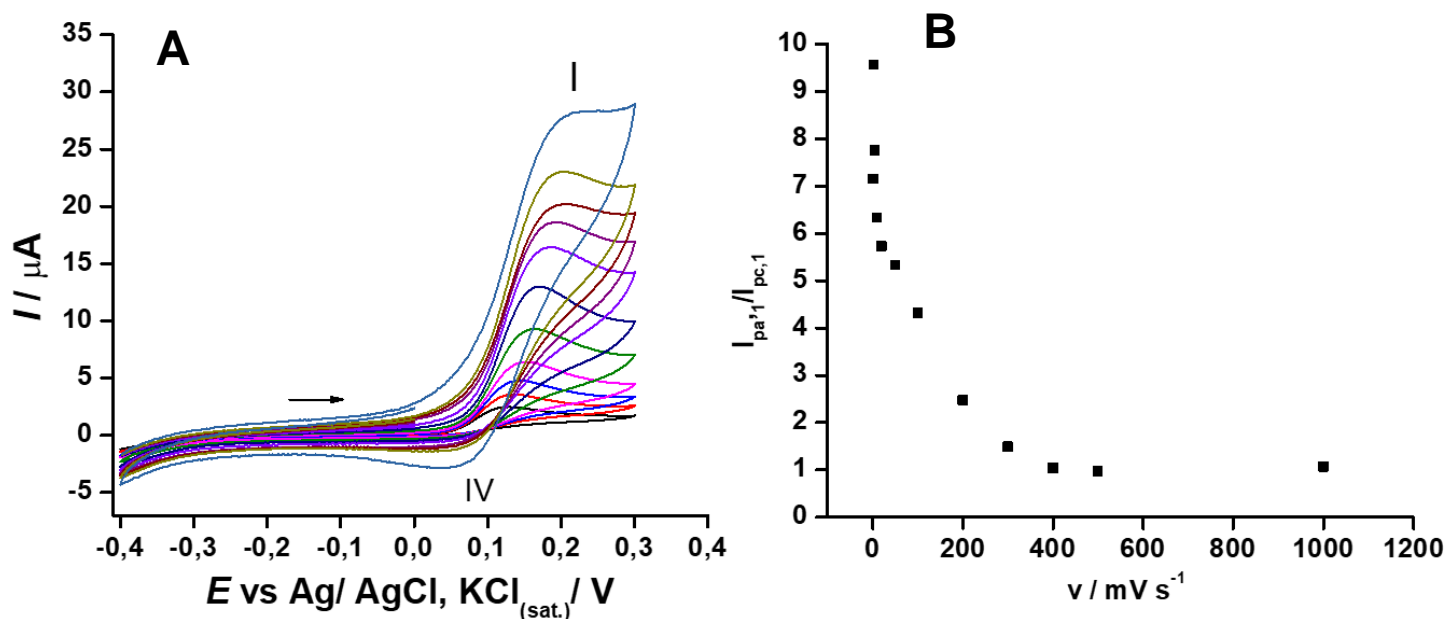 A
I
IV
35
30
25
20
15
10
5
0
-5
I / μA
-0,4 -0,3 -0,2 -0,1 0,0 0,1 0,2 0,3 0,4
E vs Ag/ AgCl, KCl(sat.)/ V
B
10
9
8
7
6
5
4
3
2
1
0
Ipa,1/Ipc,1
0 200 400 600 800 1000 1200
v / mV s-1